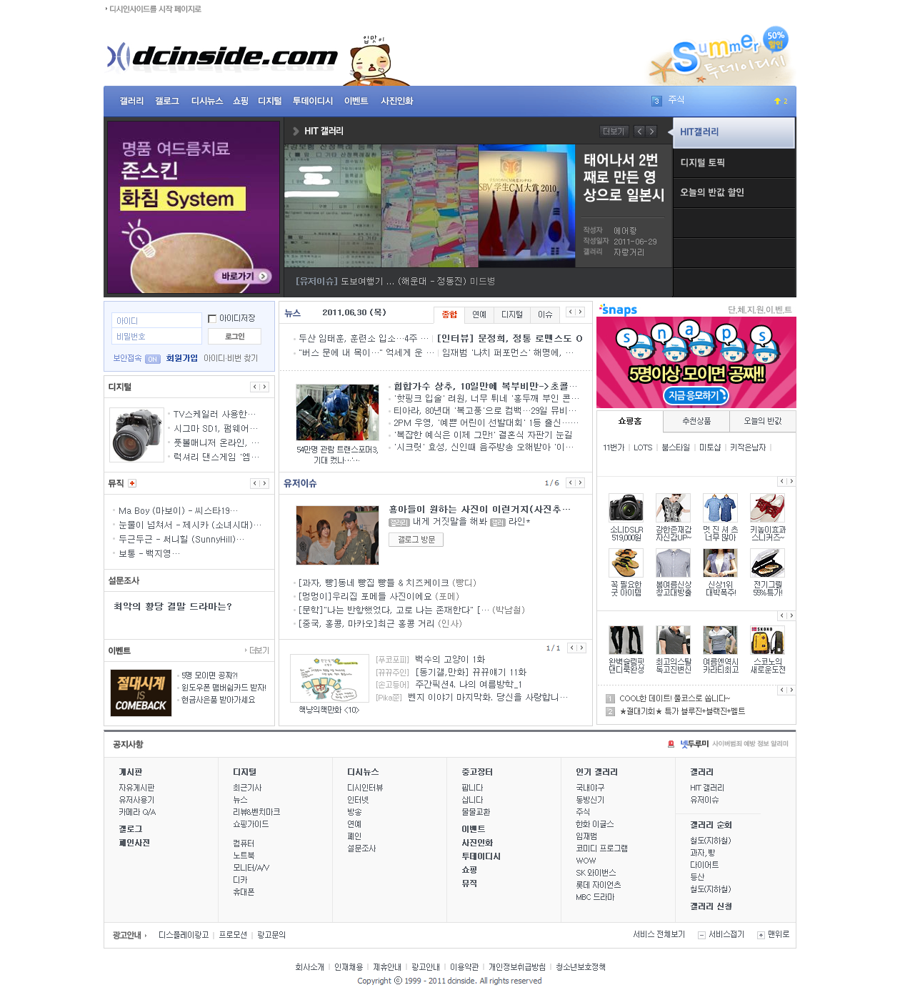 디시인사이드를 시작 페이지로
입맛이
dcinside.com
Summer 50% 할인
투데이디시
갤러리 갤로그 디시뉴스 쇼핑 디지털 투데이디시 이벤트 사진인화
3 주식 2
명품 여드름치료
존스킨
화침 System
바로가기
HIT 갤러리 더보기
태어나서 2번
째로 만든 영
상으로 일본시
작성자 에어좡
작성일자 2011-06-29
갤러리 자랑거리
[유저이슈] 도보여행기 ... (해운대 - 정동진) 미드병
HIT갤러리
디지털 토픽
오늘의 반값 할인
아이디
비밀번호
아이디저장
로그인
보안접속 ON 회원가입 아이디·비번 찾기
디지털
TV스케일러 사용한…
시그마 SD1, 펌웨어…
풋볼매니저 온라인, …
럭셔리 댄스게임 '엠…
뮤직
Ma Boy (마보이) - 씨스타19…
눈물이 넘쳐서 - 제시카 (소녀시대)…
두근두근 - 써니힐 (SunnyHill)…
보통 - 백지영…
설문조사
최악의 황당 결말 드라마는?
이벤트 더보기
절대시계
IS
COMEBACK
5명 모이면 공짜?!
윈도우폰 맴버쉽카드 받자!
현금사은품 받아가세요
뉴스 2011.06.30 (목) 종합 연예 디지털 이슈
두산 임태훈, 훈련소 입소…4주 … [인터뷰] 문정희, 정통 로맨스도 O
"버스 문에 내 목이…" 억세게 운 … 임재범 '나치 퍼포먼스' 해명에, …
54만명 관람 트랜스포머3,
기대 컸나…'…
힙합가수 상추, 10일만에 복부비만->초콜…
'핫핑크 입술' 려원, 너무 튀네 '홍두깨 부인 콘…
티아라, 80년대 '복고풍'으로 컴백…29일 뮤비…
2PM 우영, '예쁜 어린이 선발대회' 1등 출신……
'복잡한 예식은 이제 그만!' 결혼식 자판기 눈길
'시크릿' 효성, 신인때 음주방송 오해받아 '이…
유저이슈 1/6
횽아들이 원하는 사진이 이런거지(사진추…
갤러리 내게 거짓말을 해봐 갤러 라인*
갤로그 방문
[과자, 빵]동네 빵집 빵들 & 치즈케이크 (빵디)
[멍멍이]우리집 포메들 사진이에요 (포메)
[문학]"나는 반항했었다, 고로 나는 존재한다" [… (박남철)
[중국, 홍콩, 마카오]최근 홍콩 거리 (인사)
1/1
책냥의책만화 <10>
[푸코포피] 백수의 고양이 1화
[뀨뀨주인] [동기갤,만화] 뀨뀨얘기 11화
[손고등어] 주간픽션4. 나의 여름방학_1
[Pika쭌] 벤지 이야기 마지막화. 당신을 사랑합니…
snaps 단.체.지.원.이.벤.트
snaps
5명이상 모이면 공짜!!
지금 응모하기
쇼핑홈 추천상품 오늘의 반값
11번가 LOTS 붐스타일 미토샵 키작은남자
소니DSLR
519,000원
강한존재감
자신감UP~
멋 진 셔 츠
너무 많아
키높이효과
스니커즈~
꼭 필요한
굿 아이템
봄여름신상
창고대방출
신상1위
대박폭주!
전기그릴
55%특가!
완벽슬림핏
댄디룩완성
최고의스탈
독고진변신
여름엔역시
카라티최고
SKONO
스코노의
새로운도전
1 COOL한 데이트! 풀코스로 쏩니다~
2 ★절대기회★ 특가 블루진+블랙진+벨트
공지사항
넷두루미 사이버범죄 예방 정보 알리미
게시판
자유게시판
유저사용기
카메라 Q/A
갤로그
폐인사전
디지털
최근기사
뉴스
리뷰&벤치마크
쇼핑가이드
컴퓨터
노트북
모니터/A/V
디카
휴대폰
디시뉴스
디시인터뷰
인터넷
방송
연예
폐인
설문조사
중고장터
팝니다
삽니다
물물교환
이벤트
사진인화
투데이디시
쇼핑
뮤직
인기 갤러리
국내야구
동방신기
주식
한화 이글스
임재범
코미디 프로그램
WOW
SK 와이번스
롯데 자이언츠
MBC 드라마
갤러리
HIT 갤러리
유저이슈
갤러리 순회
철도(지하철)
과자, 빵
다이어트
등산
철도(지하철)
갤러리 신청
광고안내 디스플레이광고 프로모션 광고문의
서비스 전체보기 서비스접기 맨위로
회사소개 인재채용 제휴안내 광고안내 이용약관 개인정보취급방침 청소년보호정책
Copyright ⓒ 1999 - 2011 dcinside. All rights reserved